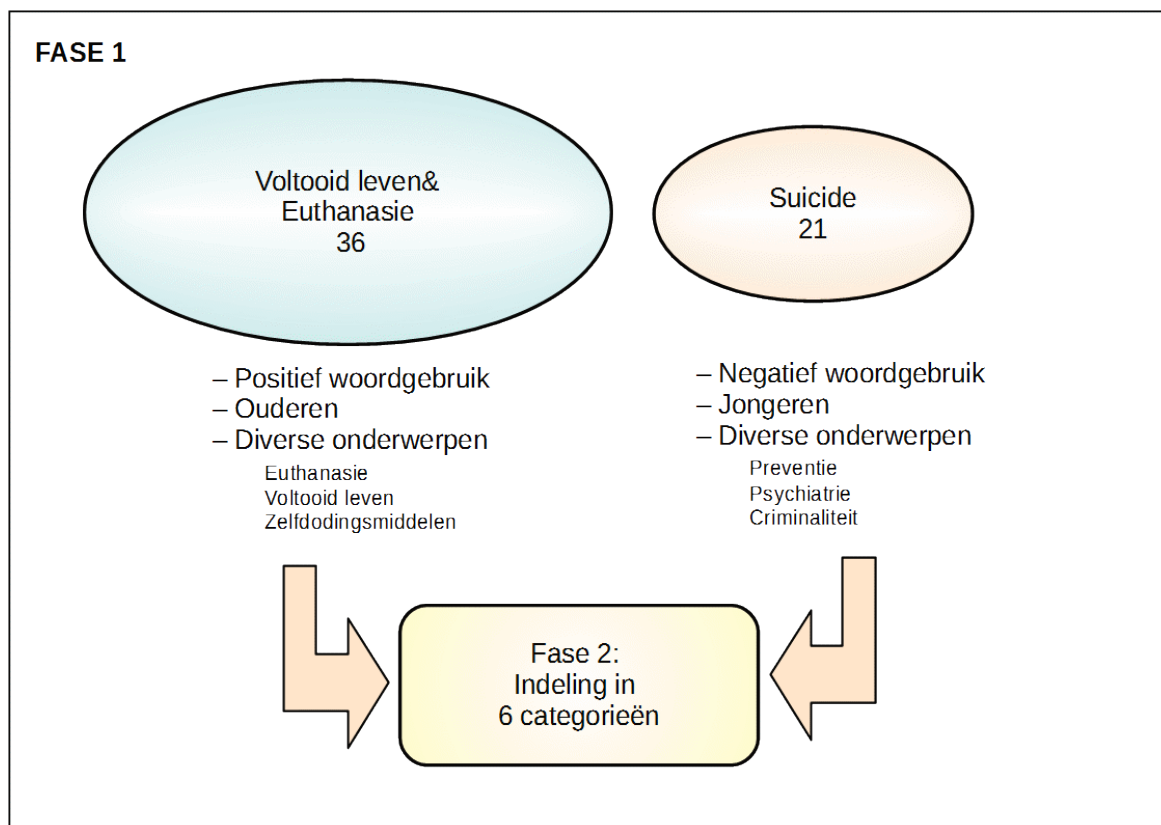 FASE 1
Voltooid leven&
Euthanasie
36
Suicide
21
– Positief woordgebruik
– Ouderen
– Diverse onderwerpen
Euthanasie
Voltooid leven
Zelfdodingsmiddelen
– Negatief woordgebruik
– Jongeren
– Diverse onderwerpen
Preventie
Psychiatrie
Criminaliteit
Fase 2:
Indeling in
6 categorieën